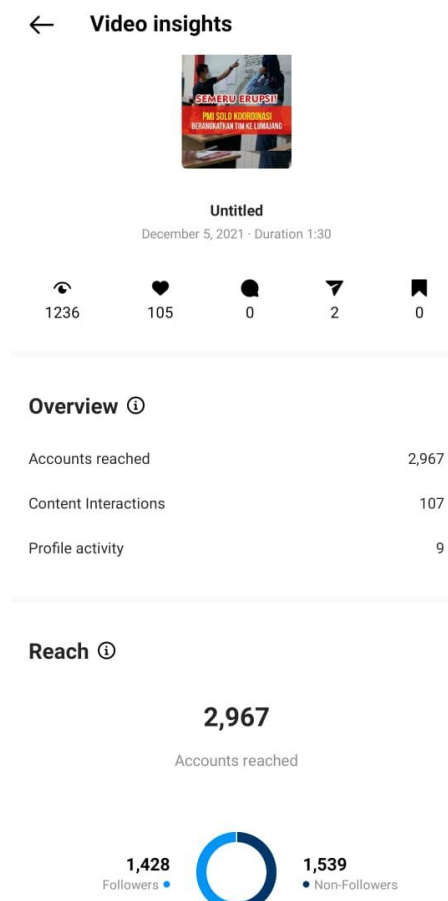 Video insights
SEMERU ERUPSI!
PMI SOLO KOORDINASI
BERANGKATKAN TIM KE LUMAJANG
Untitled
December 5, 2021 · Duration 1:30
1236 105 0 2 0
Overview
Accounts reached 2,967
Content Interactions 107
Profile activity 9
Reach
2,967
Accounts reached
1,428 1,539
Followers Non-Followers